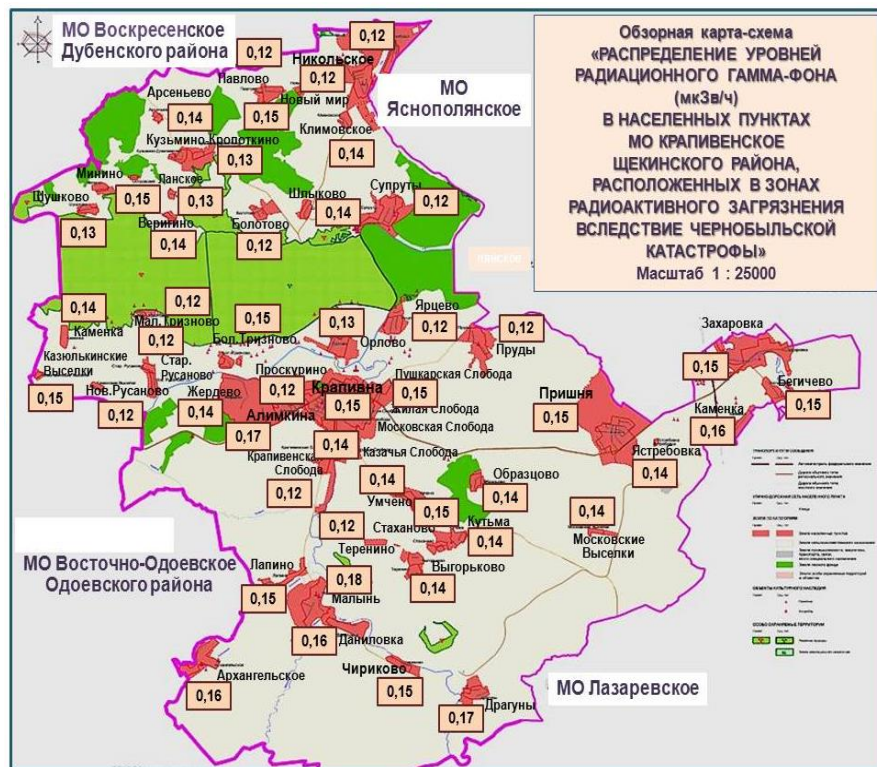 МО Воскресенское
Дубенского района
Обзорная карта-схема
«РАСПРЕДЕЛЕНИЕ УРОВНЕЙ
РАДИАЦИОННОГО ГАММА-ФОНА
(мкЗв/ч)
В НАСЕЛЕННЫХ ПУНКТАХ
МО КРАПИВЕНСКОЕ
ЩЕКИНСКОГО РАЙОНА,
РАСПОЛОЖЕННЫХ В ЗОНАХ
РАДИОАКТИВНОГО ЗАГРЯЗНЕНИЯ
ВСЛЕДСТВИЕ ЧЕРНОБЫЛЬСКОЙ
КАТАСТРОФЫ»
Масштаб 1 : 25000
0,12
0,12
Никольское
Павлово
0,12
МО
Яснополянское
Арсеньево
Новый мир
0,14
0,15
Климовское
Кузьмино-Кропоткино
0,13
0,14
Минино
Ланское
Шушково
0,15
0,13
Шлыково
Супруты
0,14
0,12
0,13
Веригино
Болотово
0,14
0,12
0,14
0,12
Ярцево
Мал.Тризново
0,15
0,13
0,12
0,12
Каменка
0,12
Бол.Тризново
Орлово
Пруды
Захаровка
Казюлькинские
Выселки
Стар.
Русаново
Проскурино
Пушкарская Слобода
0,15
Нов.Русаново
Жердево
0,12
Крапивна
0,15
Пришня
Бегичево
0,15
0,12
0,14
Алимкина
0,15
Жилая Слобода
0,15
Каменка
0,15
0,17
Московская Слобода
0,16
Крапивенская
Слобода
0,14
Казачья Слобода
Ястребовка
0,12
0,14
Образцово
0,14
Умчено
0,14
0,12
Стаханово
0,15
Кутьма
0,14
0,14
Московские
Выселки
МО Восточно-Одоевское
Одоевского района
Теренино
Выгорьково
Лапино
0,18
0,14
0,15
Малынь
0,16
Даниловка
Архангельское
Чириково
0,16
0,15
МО Лазаревское
Драгуны
0,17